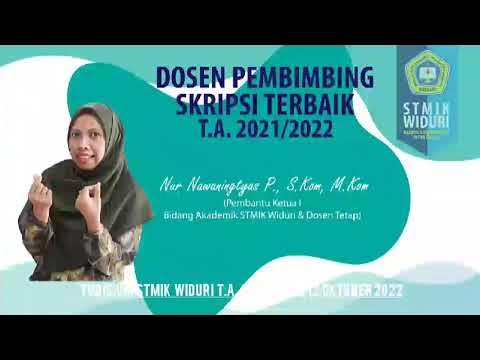 DOSEN PEMBIMBING
SKRIPSI TERBAIK
T.A. 2021/2022
STMIK
WIDURI
Nur Nawaningtyas P., S.Kom, M.Kom
(Pembantu Ketua I
Bidang Akademik STMIK Widuri & Dosen Tetap)
STMIK WIDURI T.A.
OKTOBER 2022